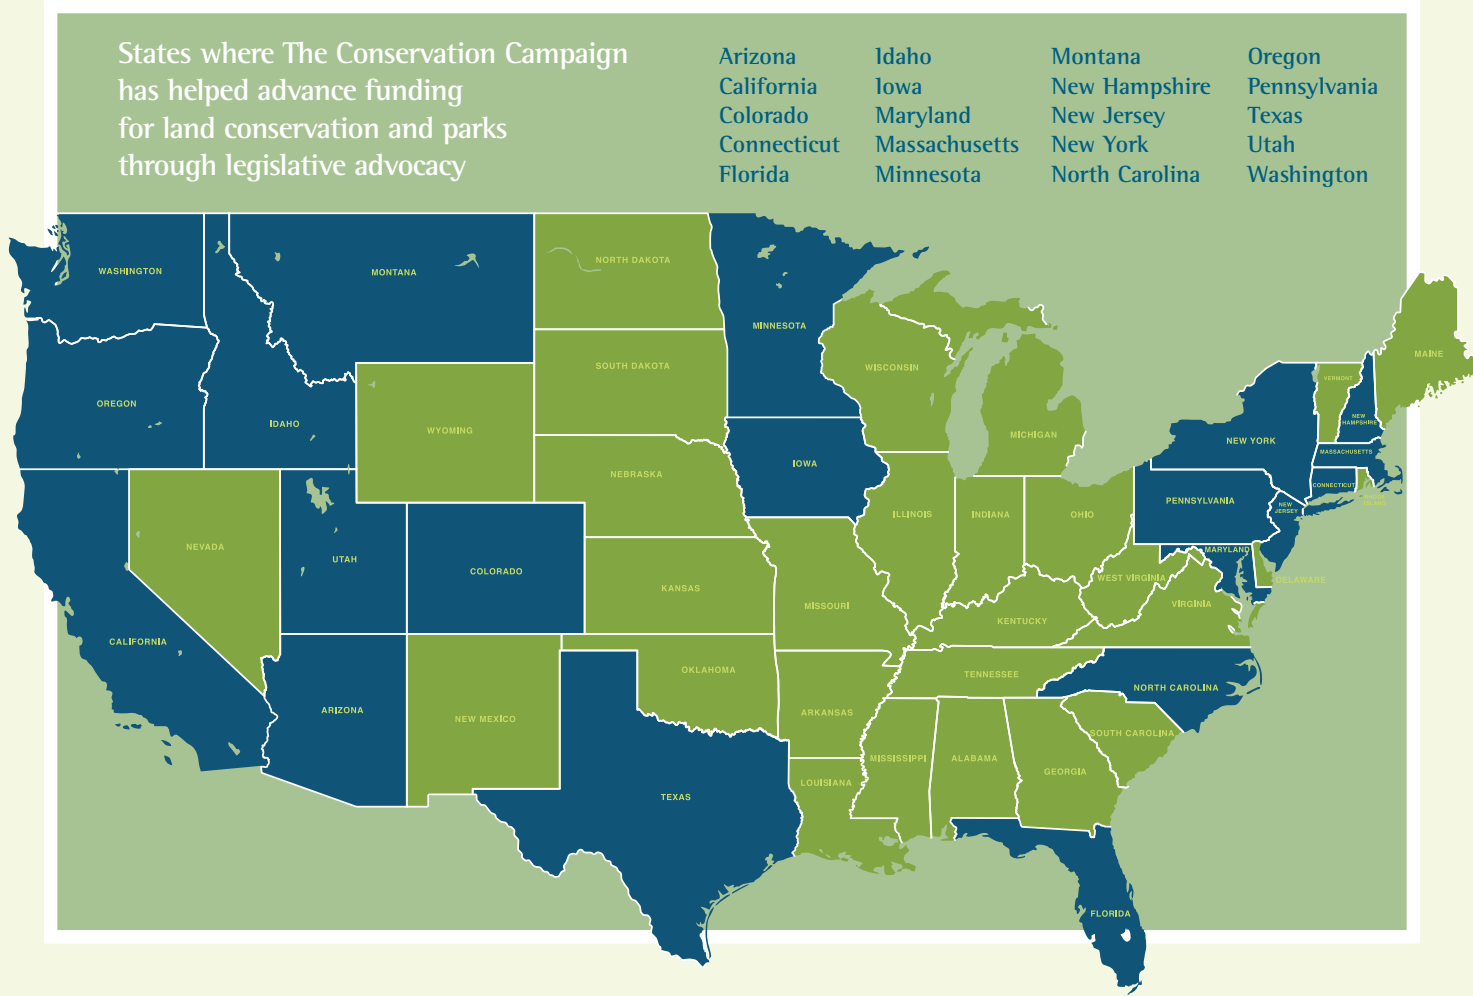 States where The Conservation Campaign
has helped advance funding
for land conservation and parks
through legislative advocacy
Arizona
California
Colorado
Connecticut
Florida
Idaho
Iowa
Maryland
Massachusetts
Minnesota
Montana
New Hampshire
New Jersey
New York
North Carolina
Oregon
Pennsylvania
Texas
Utah
Washington
WASHINGTON
MONTANA
NORTH DAKOTA
MINNESOTA
OREGON
IDAHO
WYOMING
SOUTH DAKOTA
WISCONSIN
MICHIGAN
MAINE
VERMONT
NEW
HAMPSHIRE
NEW YORK
MASSACHUSETTS
CONNECTICUT
RHODE
ISLAND
NEBRASKA
IOWA
PENNSYLVANIA
NEW
JERSEY
NEVADA
UTAH
COLORADO
KANSAS
MISSOURI
ILLINOIS
INDIANA
OHIO
WEST VIRGINIA
MARYLAND
DELAWARE
VIRGINIA
KENTUCKY
CALIFORNIA
ARIZONA
NEW MEXICO
OKLAHOMA
ARKANSAS
TENNESSEE
NORTH CAROLINA
SOUTH CAROLINA
TEXAS
LOUISIANA
MISSISSIPPI
ALABAMA
GEORGIA
FLORIDA